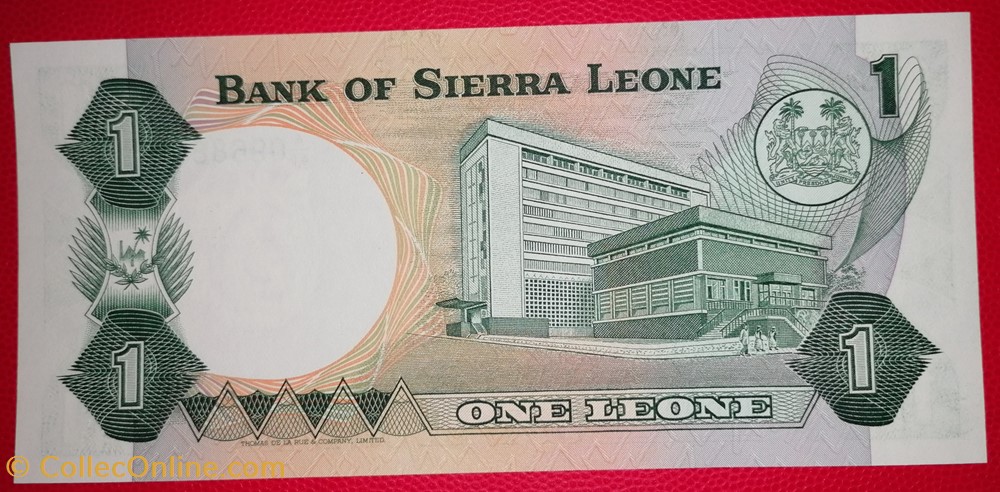 BANK OF SIERRA LEONE
1
1
1
1
ONE LEONE
THOMAS DE LA RUE & COMPANY, LIMITED.
© CollecOnline.com